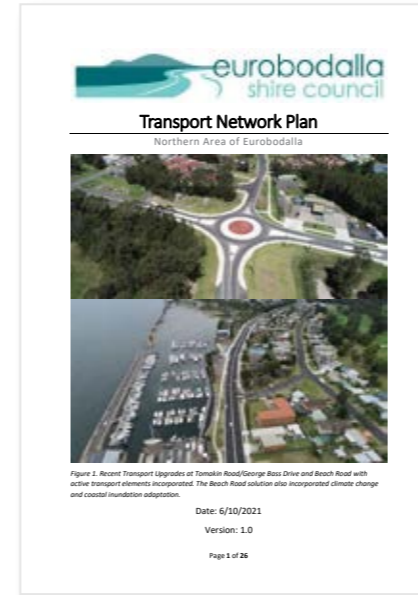 eurobodalla
shire council
Transport Network Plan
Northern Area of Eurobodalla
Figure 1. Recent Transport Upgrades at Tomakin Road/George Bass Drive and Beach Road with
active transport elements incorporated. The Beach Road solution also incorporated climate change
and coastal inundation adaptation.
Date: 6/10/2021
Version: 1.0
Page 1 of 26